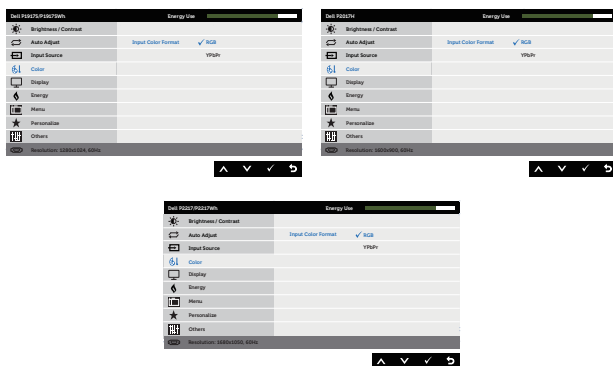 Dell P1917S/P1917SWh Energy Use
Brightness / Contrast
Auto Adjust Input Color Format ✓ RGB
Input Source YPbPr
Color
Display
Energy
Menu
Personalize
Others
Resolution: 1280x1024, 60Hz
Dell P2017H Energy Use
Brightness / Contrast
Auto Adjust Input Color Format ✓ RGB
Input Source YPbPr
Color
Display
Energy
Menu
Personalize
Others
Resolution: 1600x900, 60Hz
Dell P2217/P2217Wh Energy Use
Brightness / Contrast
Auto Adjust Input Color Format ✓ RGB
Input Source YPbPr
Color
Display
Energy
Menu
Personalize
Others
Resolution: 1680x1050, 60Hz